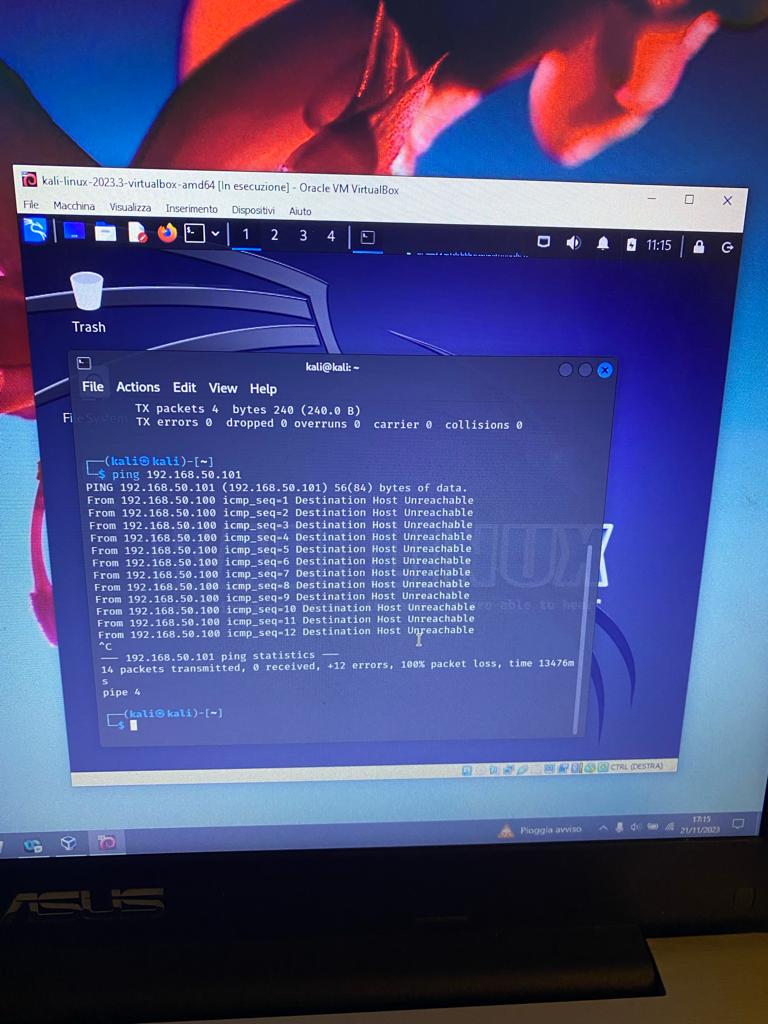 kali-linux-2023.3-virtualbox-amd64 [In esecuzione] - Oracle VM VirtualBox
File Macchina Visualizza Inserimento Dispositivi Aiuto
1 2 3 4 11:15
Trash
File System
kali@kali: ~
File Actions Edit View Help
TX packets 4 bytes 240 (240.0 B)
TX errors 0 dropped 0 overruns 0 carrier 0 collisions 0
┌──(kali㉿kali)-[~]
└─$ ping 192.168.50.101
PING 192.168.50.101 (192.168.50.101) 56(84) bytes of data.
From 192.168.50.100 icmp_seq=1 Destination Host Unreachable
From 192.168.50.100 icmp_seq=2 Destination Host Unreachable
From 192.168.50.100 icmp_seq=3 Destination Host Unreachable
From 192.168.50.100 icmp_seq=4 Destination Host Unreachable
From 192.168.50.100 icmp_seq=5 Destination Host Unreachable
From 192.168.50.100 icmp_seq=6 Destination Host Unreachable
From 192.168.50.100 icmp_seq=7 Destination Host Unreachable
From 192.168.50.100 icmp_seq=8 Destination Host Unreachable
From 192.168.50.100 icmp_seq=9 Destination Host Unreachable
From 192.168.50.100 icmp_seq=10 Destination Host Unreachable
From 192.168.50.100 icmp_seq=11 Destination Host Unreachable
From 192.168.50.100 icmp_seq=12 Destination Host Unreachable
^C
— 192.168.50.101 ping statistics —
14 packets transmitted, 0 received, +12 errors, 100% packet loss, time 13476m
s
pipe 4
┌──(kali㉿kali)-[~]
└─$
CTRL (DESTRA)
Pioggia avviso
17:15
21/11/2023
ASUS